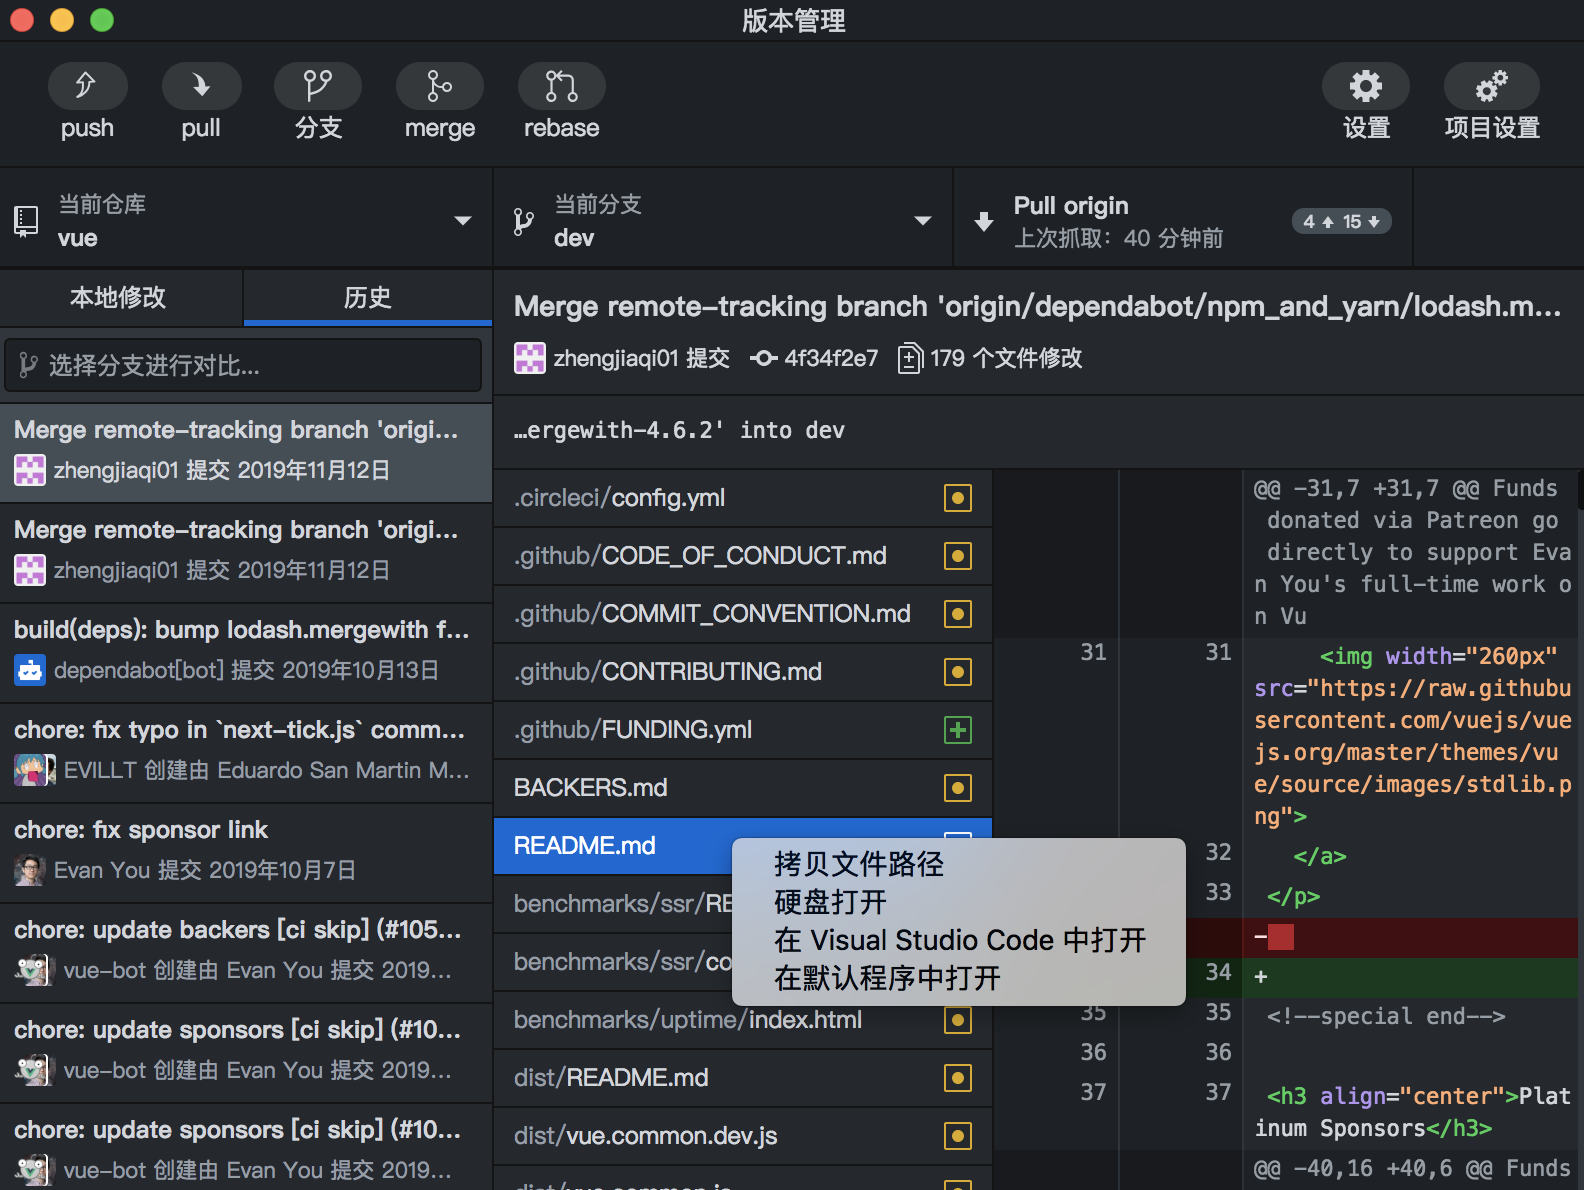 版本管理
push
pull
分支
merge
rebase
设置
项目设置
当前仓库
vue
当前分支
dev
Pull origin
上次抓取：40 分钟前
4 15
本地修改
历史
选择分支进行对比...
Merge remote-tracking branch 'origi...
zhengjiaqi01 提交 2019年11月12日
Merge remote-tracking branch 'origi...
zhengjiaqi01 提交 2019年11月12日
build(deps): bump lodash.mergewith f...
dependabot[bot] 提交 2019年10月13日
chore: fix typo in `next-tick.js` comm...
EVILLT 创建由 Eduardo San Martin M...
chore: fix sponsor link
Evan You 提交 2019年10月7日
chore: update backers [ci skip] (#105...
vue-bot 创建由 Evan You 提交 2019...
chore: update sponsors [ci skip] (#10...
vue-bot 创建由 Evan You 提交 2019...
chore: update sponsors [ci skip] (#10...
vue-bot 创建由 Evan You 提交 2019...
Merge remote-tracking branch 'origin/dependabot/npm_and_yarn/lodash.m...
zhengjiaqi01 提交 4f34f2e7 179 个文件修改
…ergewith-4.6.2' into dev
.circleci/config.yml
.github/CODE_OF_CONDUCT.md
.github/COMMIT_CONVENTION.md
.github/CONTRIBUTING.md
.github/FUNDING.yml
BACKERS.md
README.md
benchmarks/ssr/RE
benchmarks/ssr/co
benchmarks/uptime/index.html
dist/README.md
dist/vue.common.dev.js
拷贝文件路径
硬盘打开
在 Visual Studio Code 中打开
在默认程序中打开
@@ -31,7 +31,7 @@ Funds
donated via Patreon go
directly to support Eva
n You's full-time work o
n Vu
31 31 <img width="260px"
src="https://raw.githubu
sercontent.com/vuejs/vue
js.org/master/themes/vu
e/source/images/stdlib.p
ng">
32 </a>
33 </p>
-
34 +
35 35 <!--special end-->
36 36
37 37 <h3 align="center">Plat
inum Sponsors</h3>
@@ -40,16 +40,6 @@ Funds